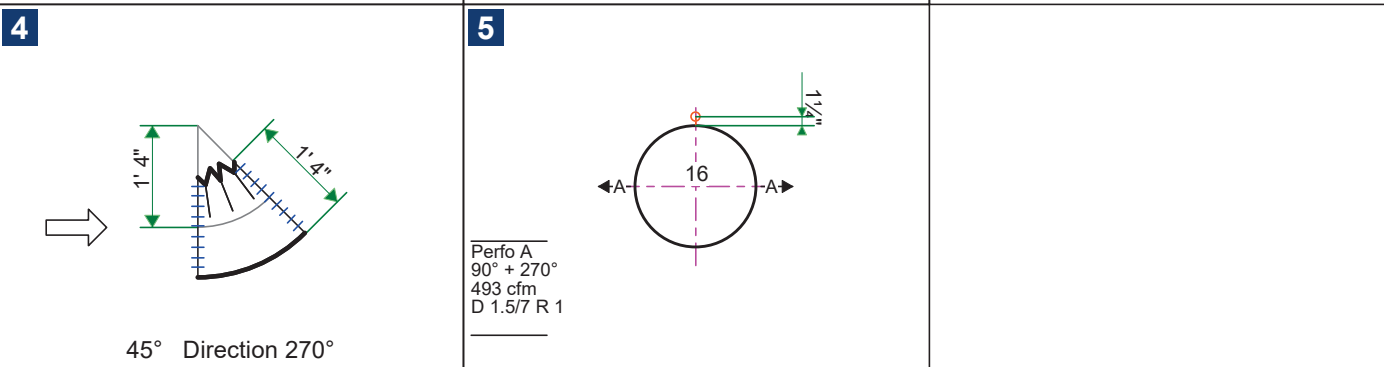 4
1' 4"
1' 4"
45° Direction 270°
5
1¼"
16
A
A
Perfo A
90° + 270°
493 cfm
D 1.5/7 R 1